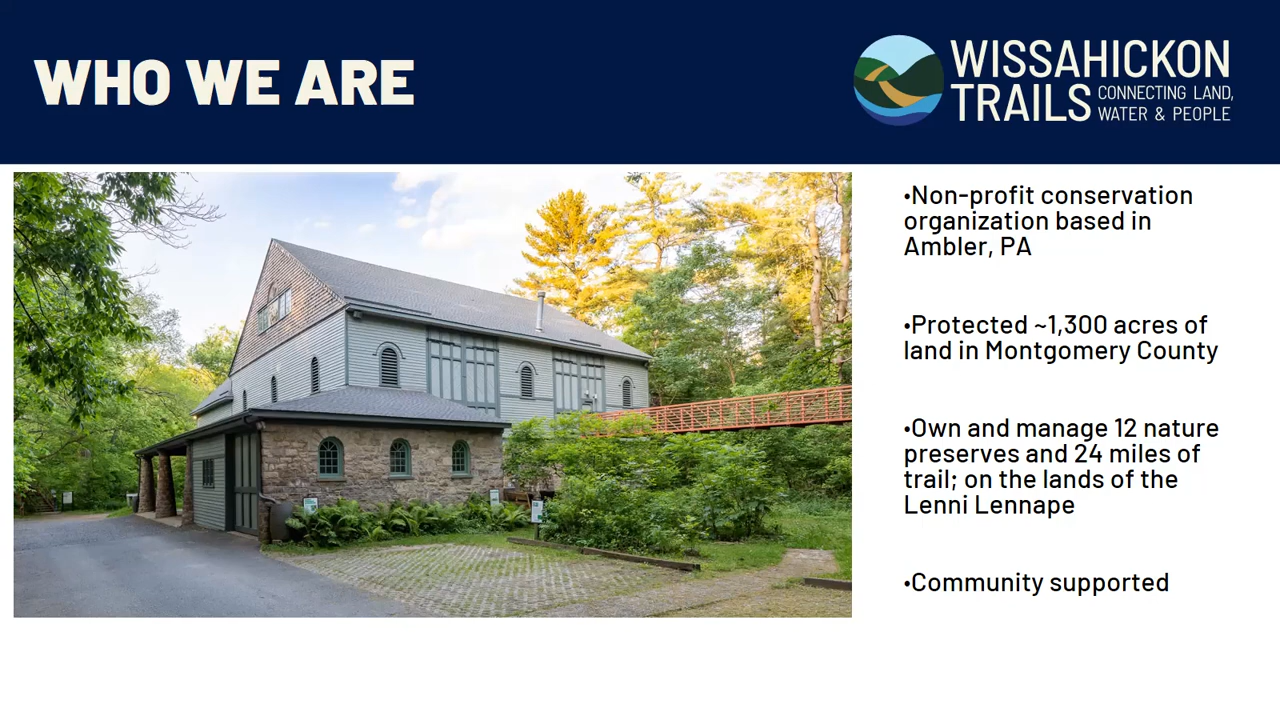 WHO WE ARE
WISSAHICKON
TRAILS
CONNECTING LAND,
WATER & PEOPLE
•Non-profit conservation
organization based in
Ambler, PA
•Protected ~1,300 acres of
land in Montgomery County
•Own and manage 12 nature
preserves and 24 miles of
trail; on the lands of the
Lenni Lennape
•Community supported